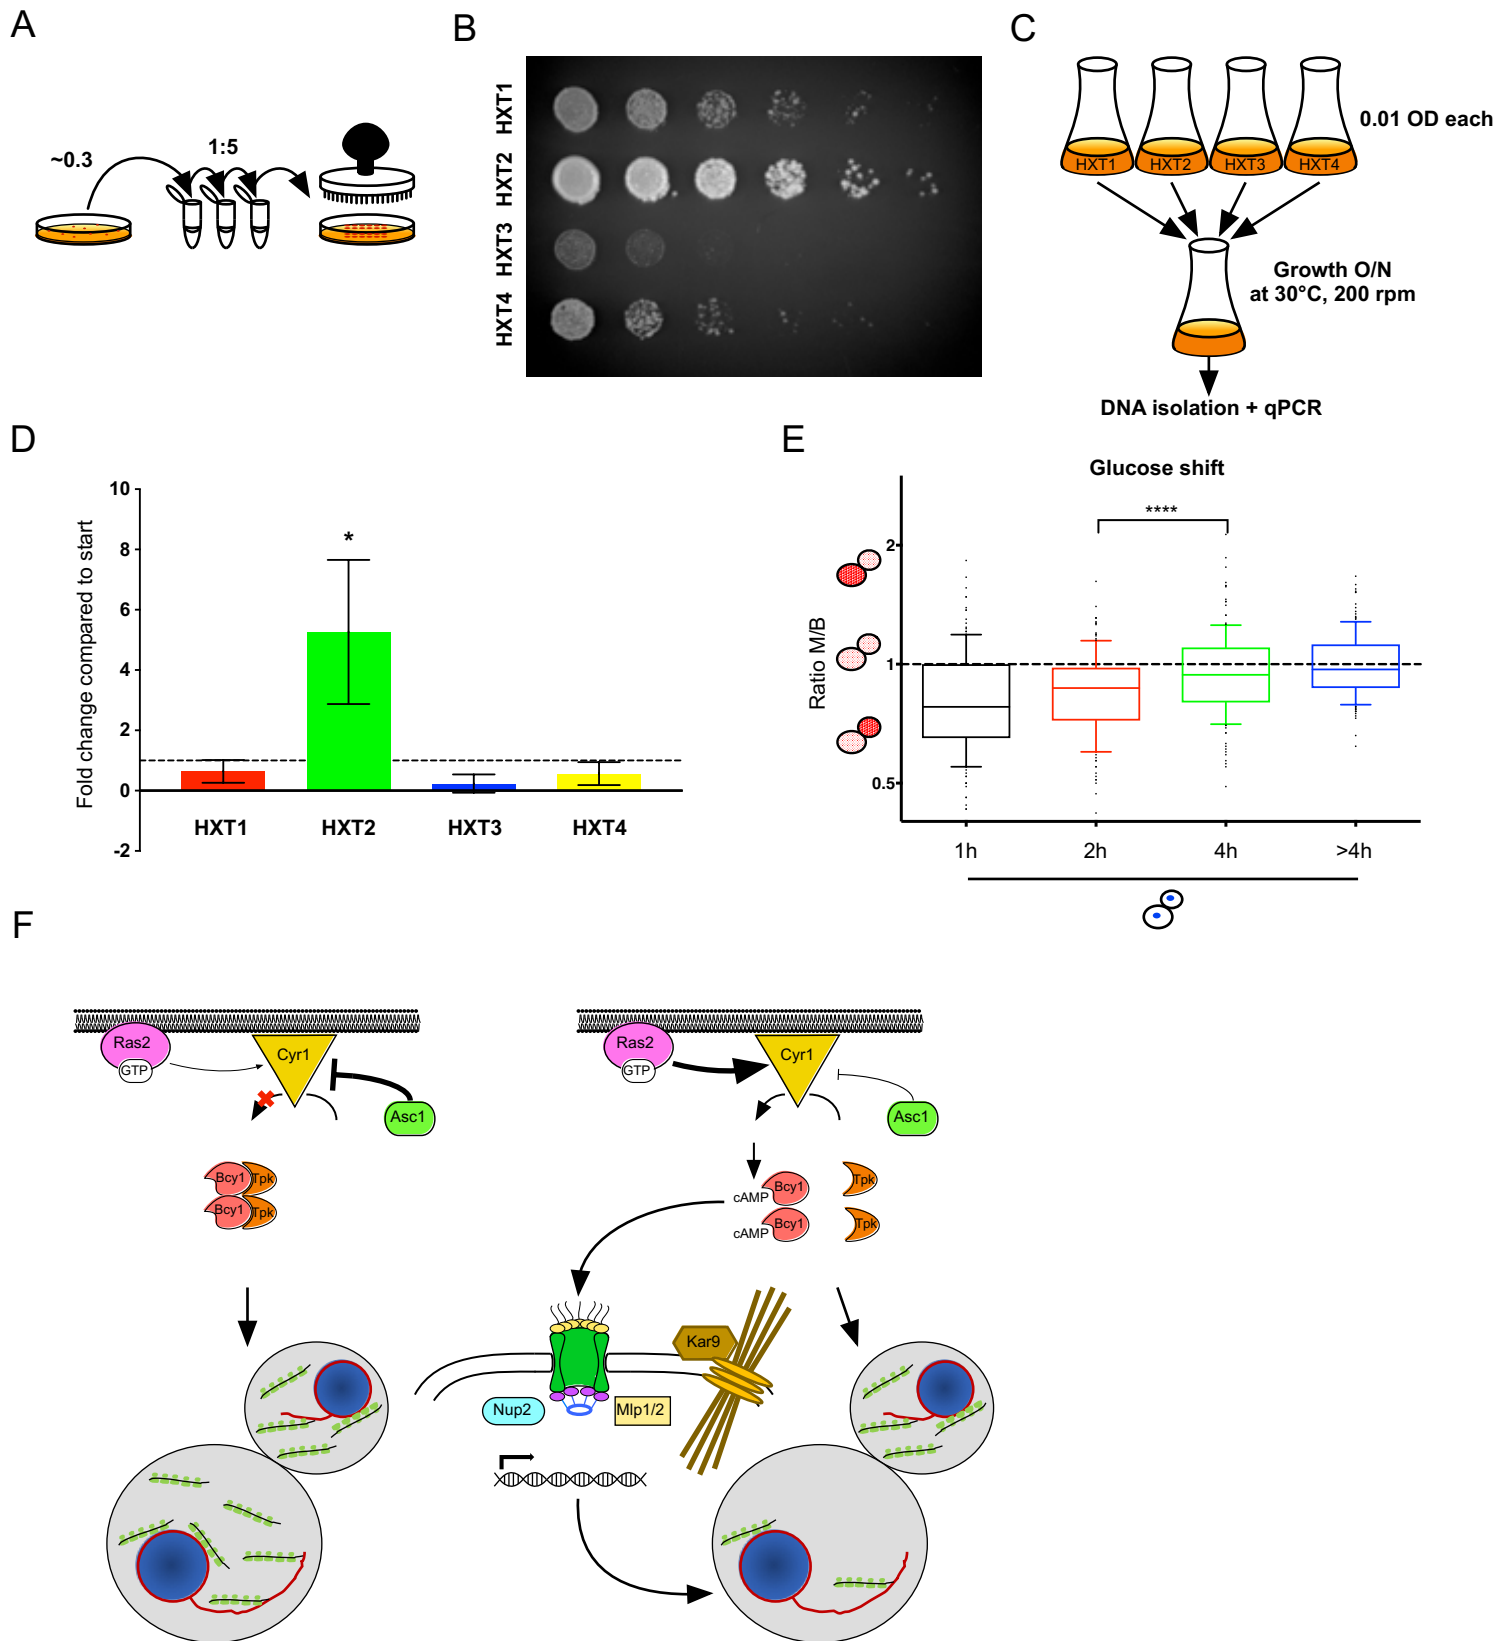 A
~0.3
1:5
B
HXT1
HXT2
HXT3
HXT4
C
HXT1 HXT2 HXT3 HXT4
0.01 OD each
Growth O/N
at 30°C, 200 rpm
DNA isolation + qPCR
D
Fold change compared to start
10
8
6
4
2
0
-2
*
HXT1 HXT2 HXT3 HXT4
E
Glucose shift
****
Ratio M/B
2
1
0.5
1h 2h 4h >4h
F
Ras2
GTP
Cyr1
Asc1
Bcy1 Tpk
Bcy1 Tpk
Ras2
GTP
Cyr1
Asc1
cAMP Bcy1 Tpk
cAMP Bcy1 Tpk
Kar9
Nup2
Mlp1/2